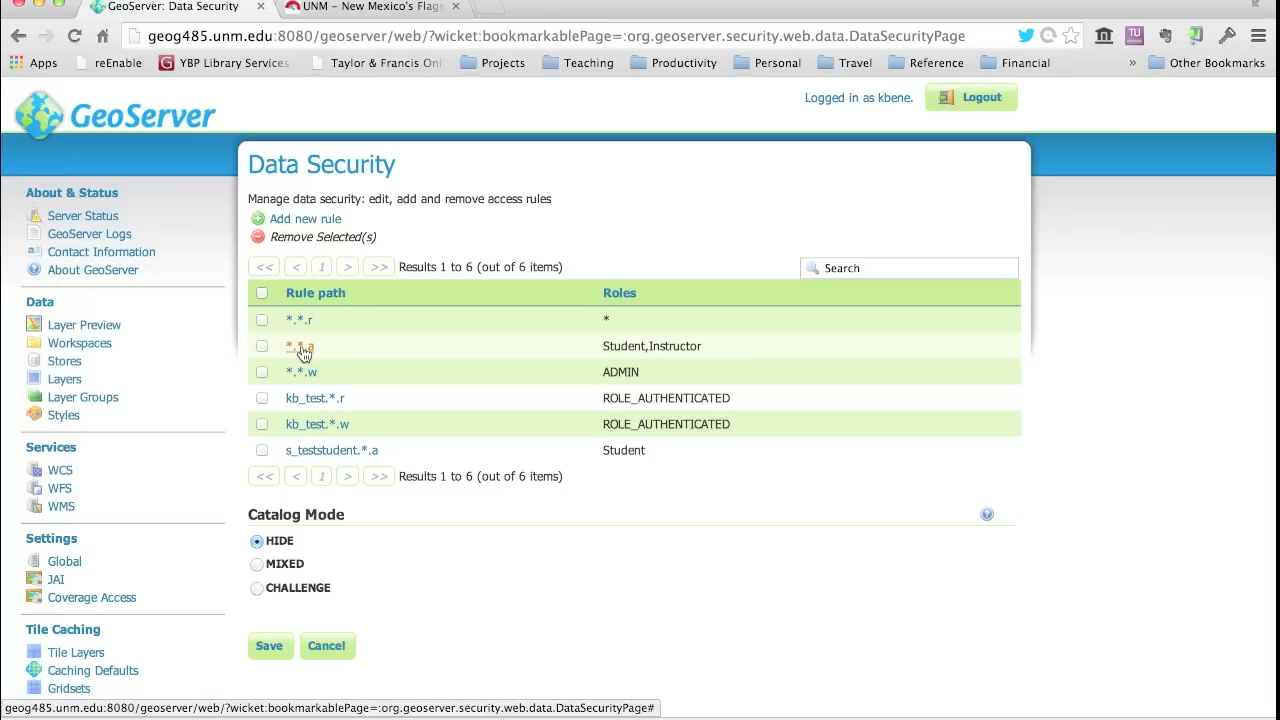 GeoServer: Data Security
UNM – New Mexico's Flags
geog485.unm.edu:8080/geoserver/web/?wicket:bookmarkablePage=:org.geoserver.security.web.data.DataSecurityPage
TU
Apps
reEnable
G
YBP Library Service
Taylor & Francis Onl
Projects
Teaching
Productivity
Personal
Travel
Reference
Financial
»
Other Bookmarks
GeoServer
Logged in as kbene.
Logout
About & Status
Server Status
GeoServer Logs
Contact Information
About GeoServer
Data
Layer Preview
Workspaces
Stores
Layers
Layer Groups
Styles
Services
WCS
WFS
WMS
Settings
Global
JAI
Coverage Access
Tile Caching
Tile Layers
Caching Defaults
Gridsets
Data Security
Manage data security: edit, add and remove access rules
Add new rule
Remove Selected(s)
<< < 1 > >> Results 1 to 6 (out of 6 items)
Search
Rule path Roles
*.*.r *
*.*.a Student,Instructor
*.*.w ADMIN
kb_test.*.r ROLE_AUTHENTICATED
kb_test.*.w ROLE_AUTHENTICATED
s_teststudent.*.a Student
<< < 1 > >> Results 1 to 6 (out of 6 items)
Catalog Mode
HIDE
MIXED
CHALLENGE
Save Cancel
geog485.unm.edu:8080/geoserver/web/?wicket:bookmarkablePage=:org.geoserver.security.web.data.DataSecurityPage#